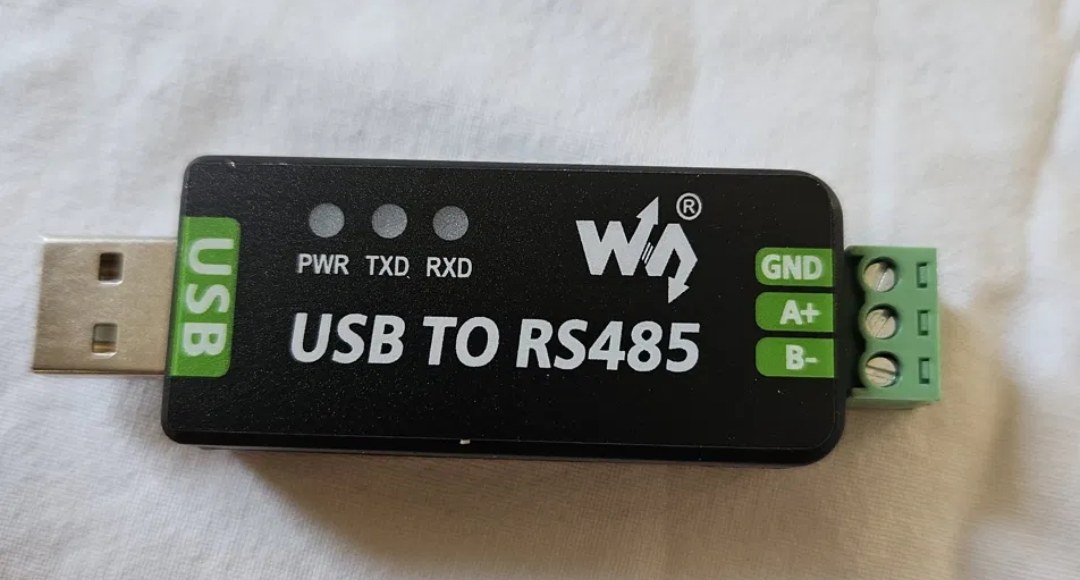 USB
PWR TXD RXD
USB TO RS485
W
®
GND
A+
B-